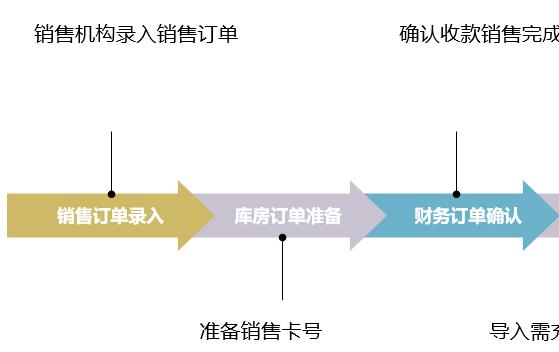 销售机构录入销售订单
确认收款销售完成
销售订单录入
库房订单准备
财务订单确认
准备销售卡号
导入需